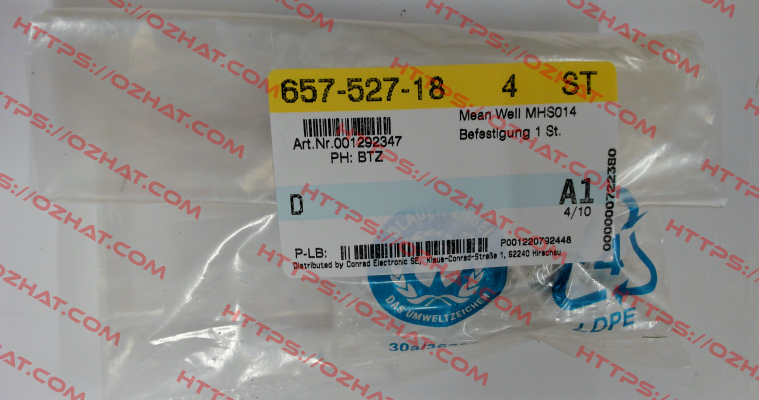 657-527-18 4 ST
Mean Well MHS014
Befestigung 1 St.
Art.Nr.001292347
PH: BTZ
D
A1
4/10
000000722380
P-LB:
P001220792448
Distributed by Conrad Electronic SE, Klaus-Conrad-Straße 1, 92240 Hirschau
DAS UMWELTZEICHEN
4
LDPE
HTTPS://OZHAT.COM